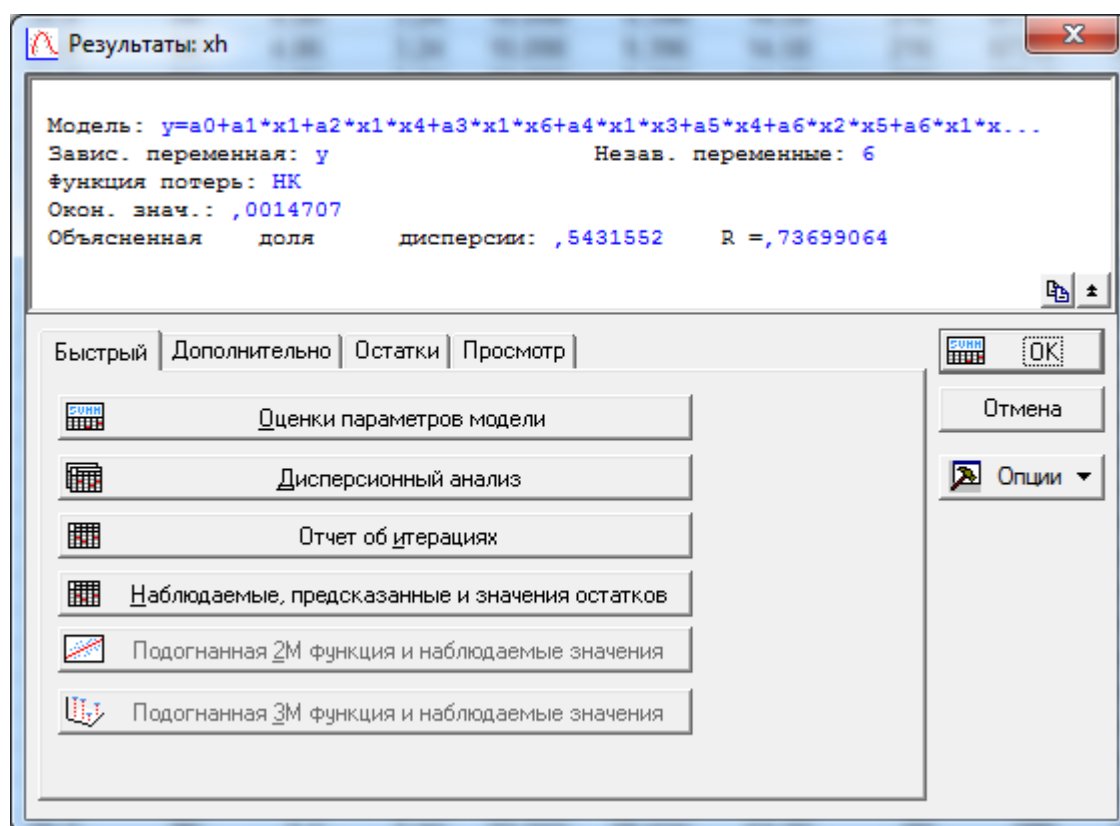 Результаты: xh
Модель: y=a0+a1*x1+a2*x1*x4+a3*x1*x6+a4*x1*x3+a5*x4+a6*x2*x5+a6*x1*x...
Завис. переменная: y Незав. переменные: 6
Функция потерь: НК
Окон. знач.: ,0014707
Объясненная доля дисперсии: ,5431552 R =,73699064
Быстрый Дополнительно Остатки Просмотр
Оценки параметров модели
Дисперсионный анализ
Отчет об итерациях
Наблюдаемые, предсказанные и значения остатков
Подогнанная 2М функция и наблюдаемые значения
Подогнанная 3М функция и наблюдаемые значения
OK
Отмена
Опции